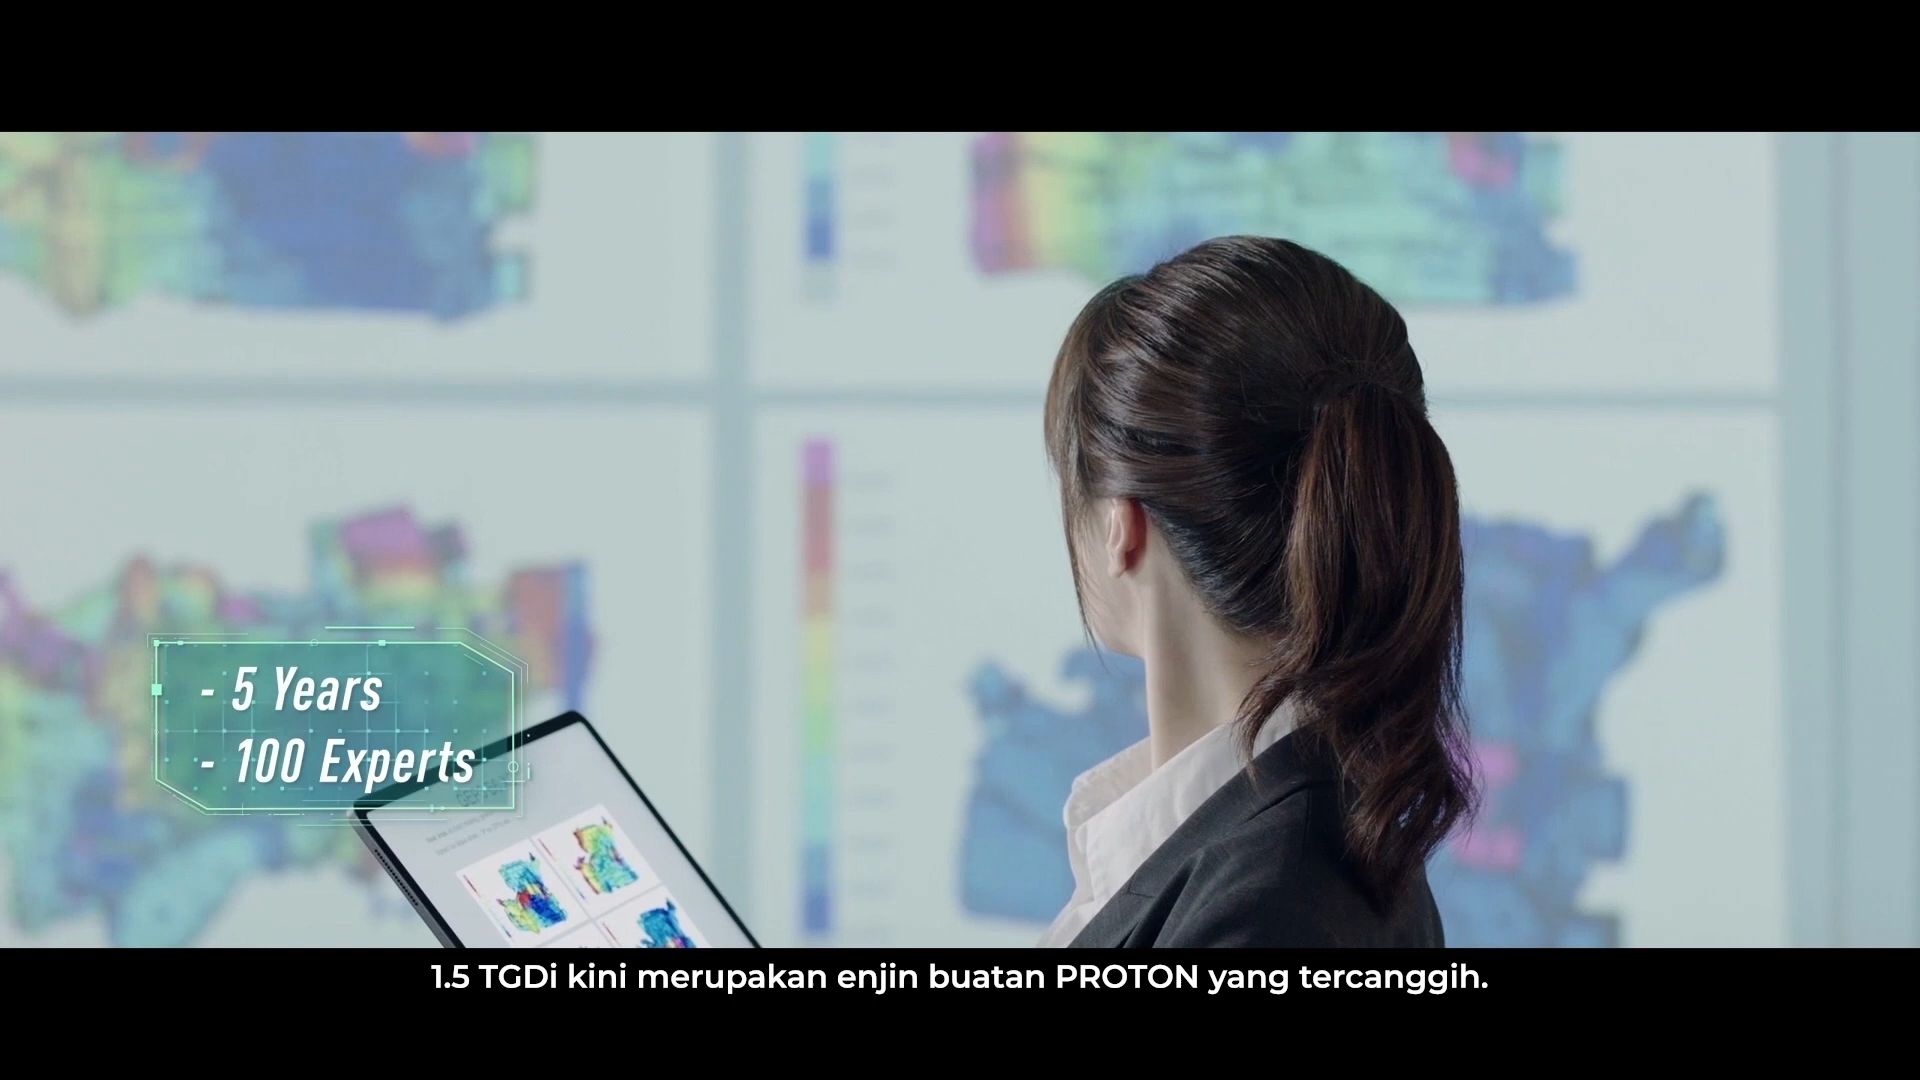 - 5 Years
- 100 Experts
1.5 TGDi kini merupakan enjin buatan PROTON yang tercanggih.